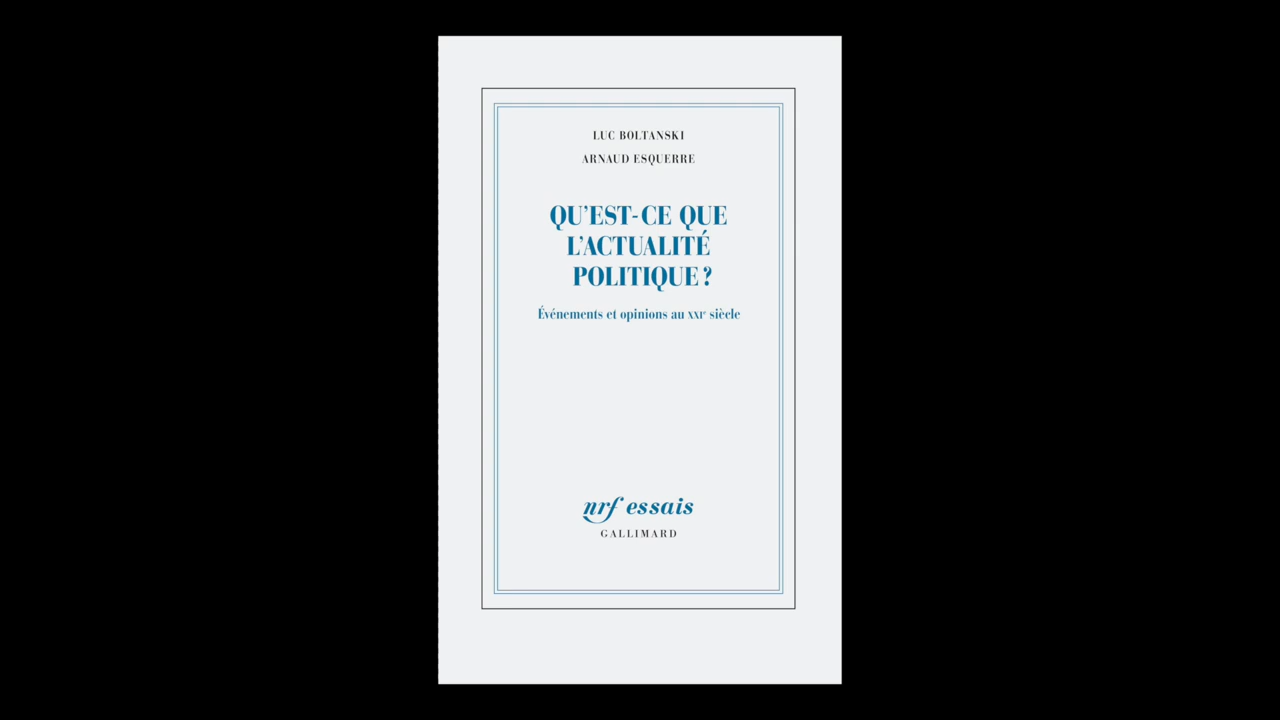 LUC BOLTANSKI
ARNAUD ESQUERRE
QU'EST-CE QUE
L'ACTUALITÉ
POLITIQUE ?
Événements et opinions au XXIe siècle
nrf essais
GALLIMARD